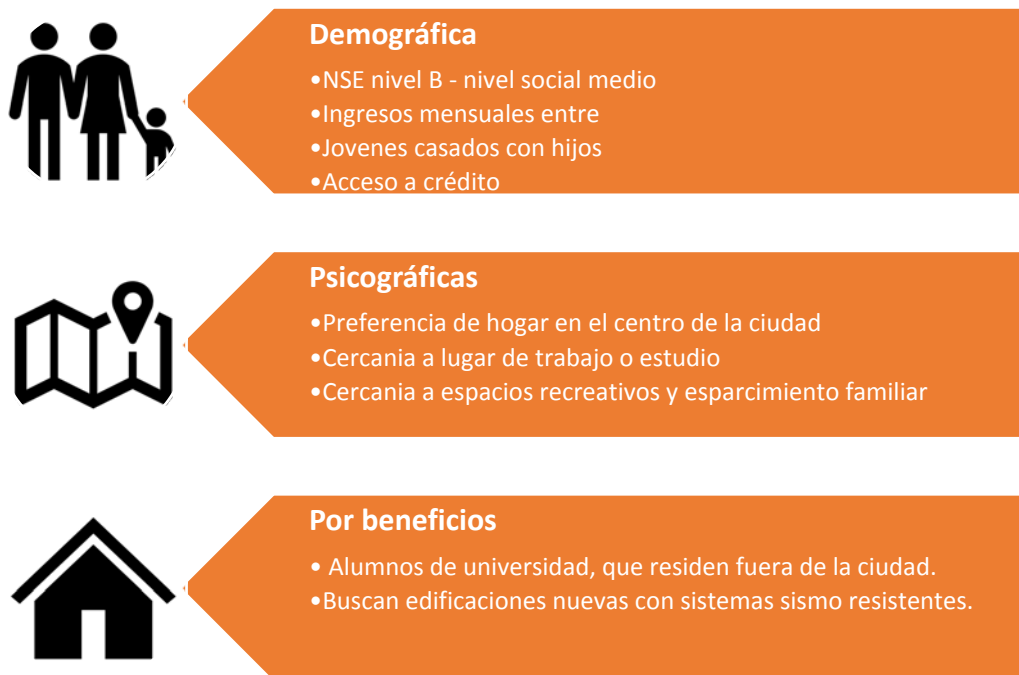 Demográfica
•NSE nivel B - nivel social medio
•Ingresos mensuales entre
•Jovenes casados con hijos
•Acceso a crédito
Psicográficas
•Preferencia de hogar en el centro de la ciudad
•Cercania a lugar de trabajo o estudio
•Cercania a espacios recreativos y esparcimiento familiar
Por beneficios
• Alumnos de universidad, que residen fuera de la ciudad.
•Buscan edificaciones nuevas con sistemas sismo resistentes.